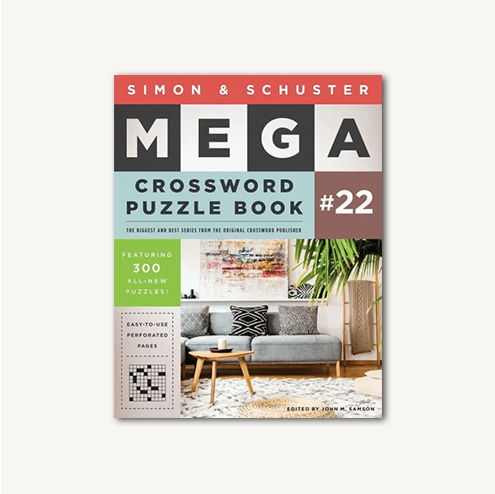 SIMON & SCHUSTER
MEGA
CROSSWORD
PUZZLE BOOK
#22
THE BIGGEST AND BEST SERIES FROM THE ORIGINAL CROSSWORD PUBLISHER
FEATURING
300
ALL-NEW
PUZZLES!
EASY-TO-USE
PERFORATED
PAGES
EDITED BY JOHN M. SAMSON